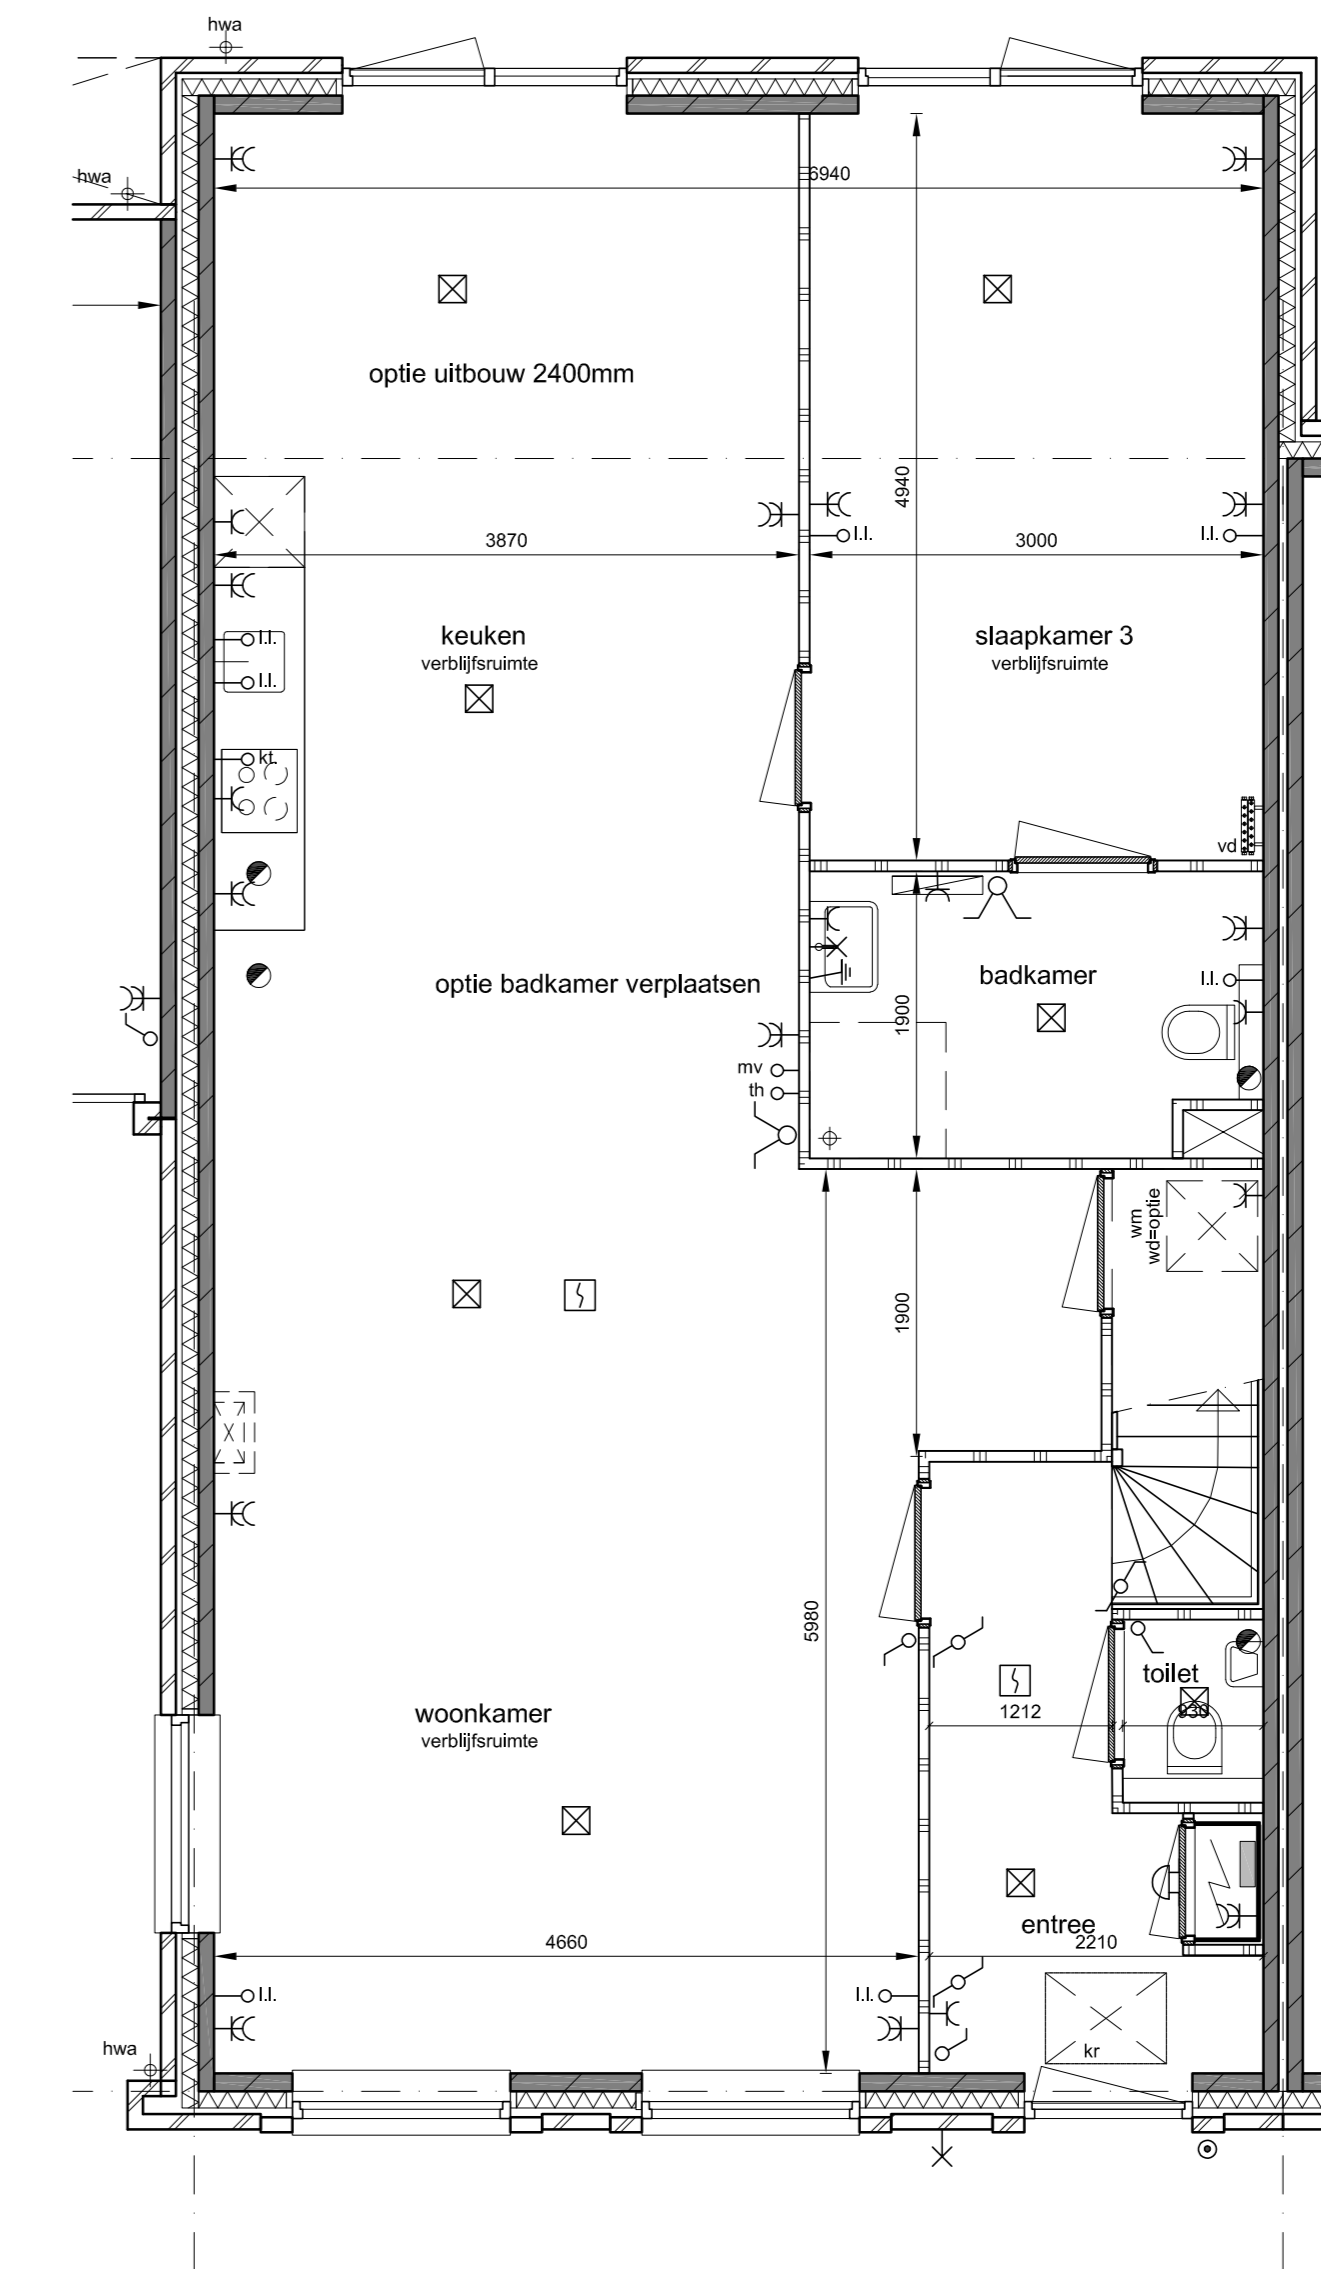 hwa
hwa
6940
optie uitbouw 2400mm
4940
l.l.
l.l.
3870
3000
keuken
verblijfsruimte
slaapkamer 3
verblijfsruimte
l.l.
l.l.
kt.
vd
badkamer
optie badkamer verplaatsen
l.l.
1900
mv
th
wm
wd=optie
1900
5980
toilet
930
1212
woonkamer
verblijfsruimte
entree
4660
2210
l.l.
l.l.
hwa
kr